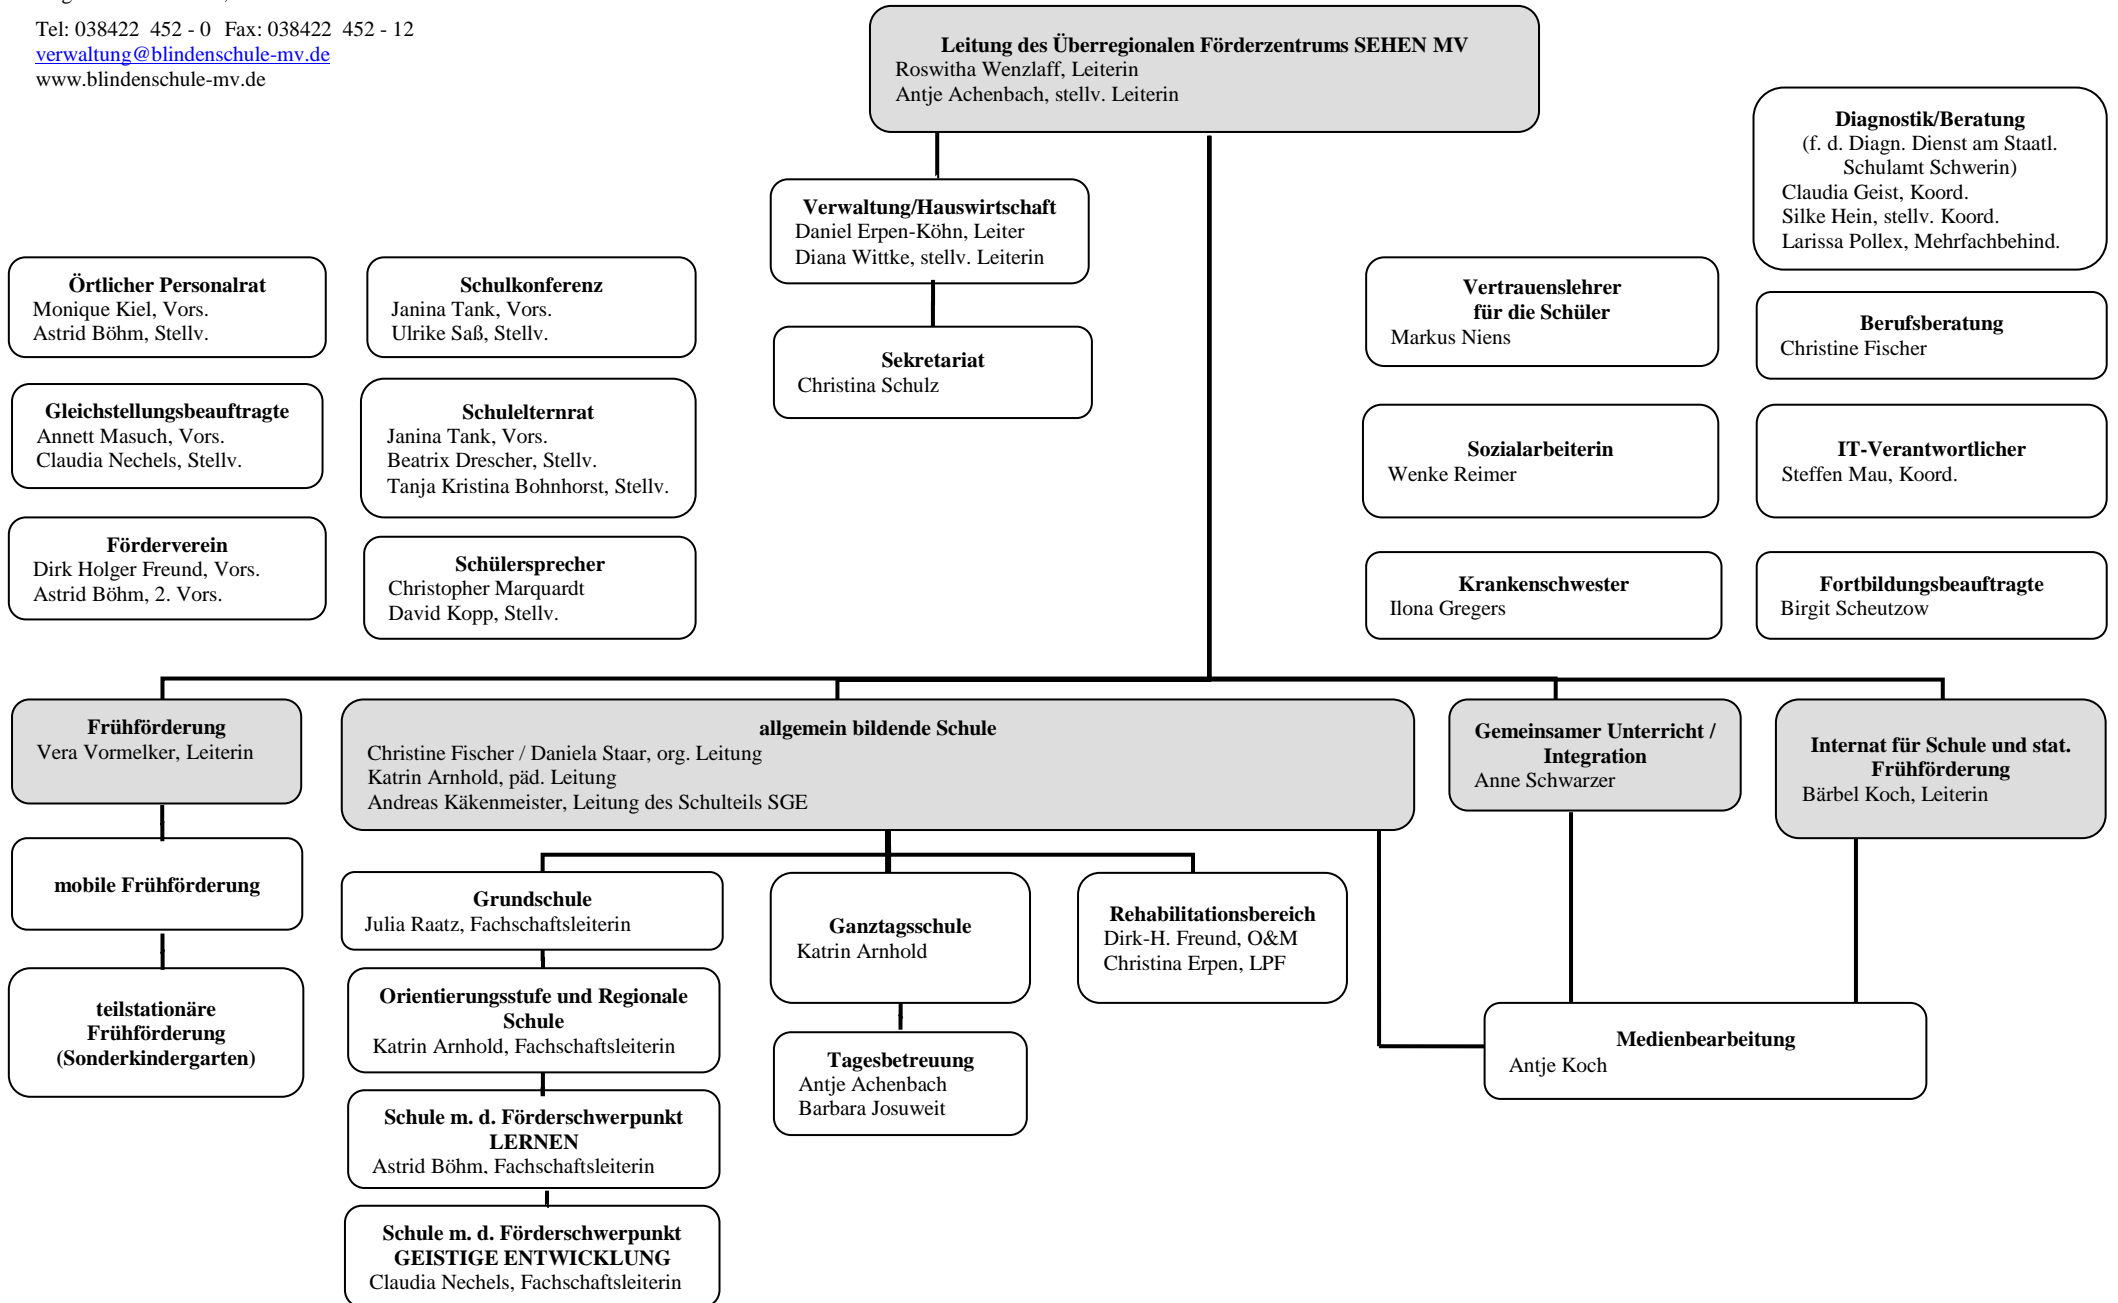 Tel: 038422 452 - 0 Fax: 038422 452 - 12
verwaltung@blindenschule-mv.de
www.blindenschule-mv.de
Leitung des Überregionalen Förderzentrums SEHEN MV
Roswitha Wenzlaff, Leiterin
Antje Achenbach, stellv. Leiterin
Diagnostik/Beratung
(f. d. Diagn. Dienst am Staatl.
Schulamt Schwerin)
Claudia Geist, Koord.
Silke Hein, stellv. Koord.
Larissa Pollex, Mehrfachbehind.
Verwaltung/Hauswirtschaft
Daniel Erpen-Köhn, Leiter
Diana Wittke, stellv. Leiterin
Örtlicher Personalrat
Monique Kiel, Vors.
Astrid Böhm, Stellv.
Schulkonferenz
Janina Tank, Vors.
Ulrike Saß, Stellv.
Sekretariat
Christina Schulz
Vertrauenslehrer
für die Schüler
Markus Niens
Berufsberatung
Christine Fischer
Gleichstellungsbeauftragte
Annett Masuch, Vors.
Claudia Nechels, Stellv.
Schulelternrat
Janina Tank, Vors.
Beatrix Drescher, Stellv.
Tanja Kristina Bohnhorst, Stellv.
Sozialarbeiterin
Wenke Reimer
IT-Verantwortlicher
Steffen Mau, Koord.
Förderverein
Dirk Holger Freund, Vors.
Astrid Böhm, 2. Vors.
Schülersprecher
Christopher Marquardt
David Kopp, Stellv.
Krankenschwester
Ilona Gregers
Fortbildungsbeauftragte
Birgit Scheutzow
Frühförderung
Vera Vormelker, Leiterin
allgemein bildende Schule
Christine Fischer / Daniela Staar, org. Leitung
Katrin Arnhold, päd. Leitung
Andreas Käkenmeister, Leitung des Schulteils SGE
Gemeinsamer Unterricht /
Integration
Anne Schwarzer
Internat für Schule und stat.
Frühförderung
Bärbel Koch, Leiterin
mobile Frühförderung
teilstationäre
Frühförderung
(Sonderkindergarten)
Grundschule
Julia Raatz, Fachschaftsleiterin
Ganztagsschule
Katrin Arnhold
Rehabilitationsbereich
Dirk-H. Freund, O&M
Christina Erpen, LPF
Orientierungsstufe und Regionale
Schule
Katrin Arnhold, Fachschaftsleiterin
Tagesbetreuung
Antje Achenbach
Barbara Josuweit
Medienbearbeitung
Antje Koch
Schule m. d. Förderschwerpunkt
LERNEN
Astrid Böhm, Fachschaftsleiterin
Schule m. d. Förderschwerpunkt
GEISTIGE ENTWICKLUNG
Claudia Nechels, Fachschaftsleiterin